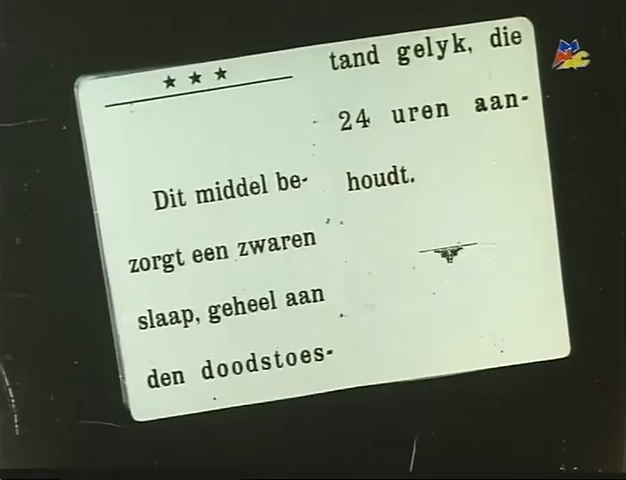 ★ ★ ★
Dit middel be-
zorgt een zwaren
slaap, geheel aan
den doodstoes-
tand gelyk, die
24 uren aan-
houdt.